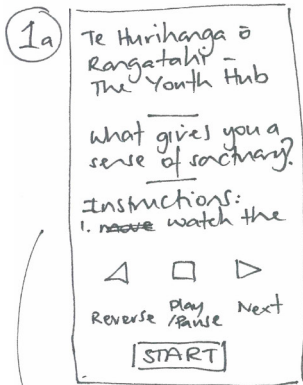 1a
Te Hurihanga ō
Rangatahi -
The Youth Hub
What gives you a
sense of sactuary?
Instructions:
1. move watch the
Reverse Play Next
/Pause
START